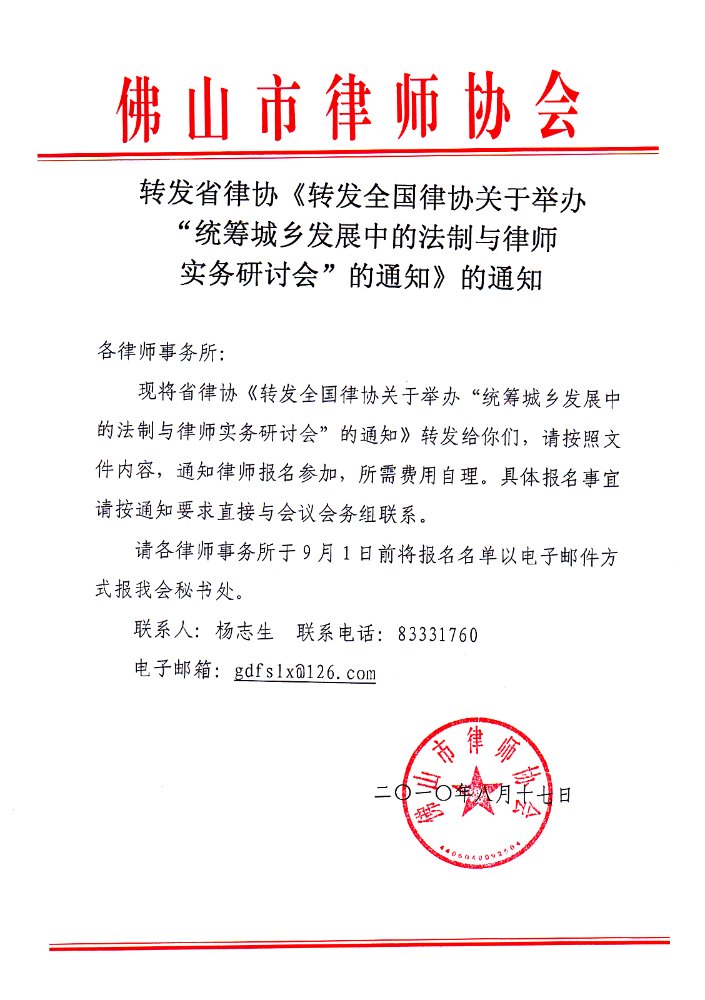 佛山市律师协会
转发省律协《转发全国律协关于举办
“统筹城乡发展中的法制与律师
实务研讨会”的通知》的通知
各律师事务所：
现将省律协《转发全国律协关于举办“统筹城乡发展中
的法制与律师实务研讨会”的通知》转发给你们，请按照文
件内容，通知律师报名参加，所需费用自理。具体报名事宜
请按通知要求直接与会议会务组联系。
请各律师事务所于9月1日前将报名名单以电子邮件方
式报我会秘书处。
联系人：杨志生 联系电话：83331760
电子邮箱：gdfslx@126.com
二〇一〇年八月十七日
佛山市律师协会
4406040092504